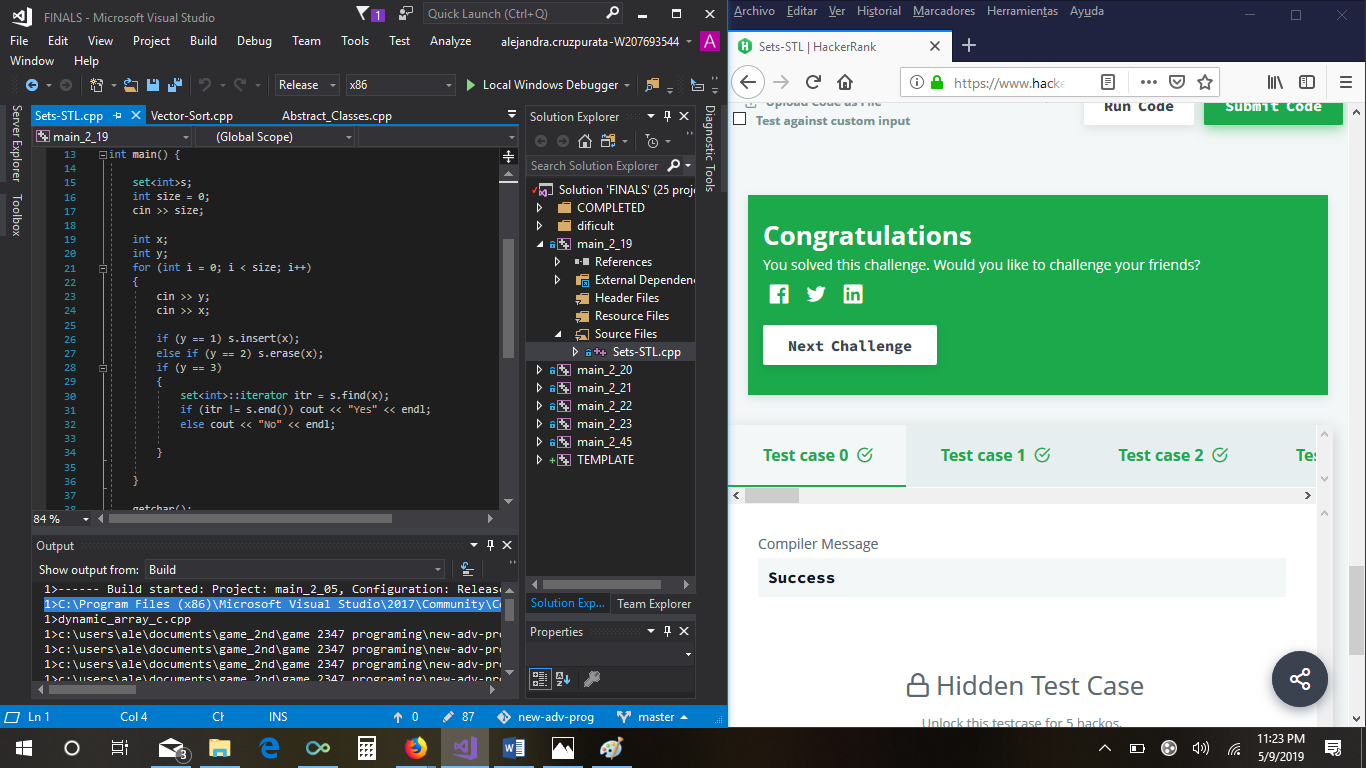 FINALS - Microsoft Visual Studio
1
Quick Launch (Ctrl+Q)
File Edit View Project Build Debug Team Tools Test Analyze
alejandra.cruzpurata-W207693544
A
Window Help
Release
x86
Local Windows Debugger
Server Explorer
Toolbox
Sets-STL.cpp
Vector-Sort.cpp
Abstract_Classes.cpp
main_2_19
(Global Scope)
13 int main() {
14
15 set<int>s;
16 int size = 0;
17 cin >> size;
18
19 int x;
20 int y;
21 for (int i = 0; i < size; i++)
22 {
23 cin >> y;
24 cin >> x;
25
26 if (y == 1) s.insert(x);
27 else if (y == 2) s.erase(x);
28 if (y == 3)
29 {
30 set<int>::iterator itr = s.find(x);
31 if (itr != s.end()) cout << "Yes" << endl;
32 else cout << "No" << endl;
33
34 }
35
36 }
37
38 getchar();
84 %
Output
Show output from: Build
1>------ Build started: Project: main_2_05, Configuration: Release
1>C:\Program Files (x86)\Microsoft Visual Studio\2017\Community\Co
1>dynamic_array_c.cpp
1>c:\users\ale\documents\game_2nd\game 2347 programing\new-adv-pro
1>c:\users\ale\documents\game_2nd\game 2347 programing\new-adv-pro
1>c:\users\ale\documents\game_2nd\game 2347 programing\new-adv-pro
1>c:\users\ale\documents\game_2nd\game 2347 programing\new-adv-pro
Solution Explorer
Search Solution Explorer
Solution 'FINALS' (25 proje
COMPLETED
dificult
main_2_19
References
External Dependen
Header Files
Resource Files
Source Files
Sets-STL.cpp
main_2_20
main_2_21
main_2_22
main_2_23
main_2_45
TEMPLATE
Solution Exp...
Team Explorer
Properties
Diagnostic Tools
Ln 1 Col 4 Ch INS
0 87 new-adv-prog master
Archivo Editar Ver Historial Marcadores Herramientas Ayuda
Sets-STL | HackerRank
https://www.hacke
Upload Code as File
Test against custom input
Run Code
Submit Code
Congratulations
You solved this challenge. Would you like to challenge your friends?
Next Challenge
Test case 0
Test case 1
Test case 2
Te
Compiler Message
Success
Hidden Test Case
Unlock this testcase for 5 hackos.
3
11:23 PM
5/9/2019